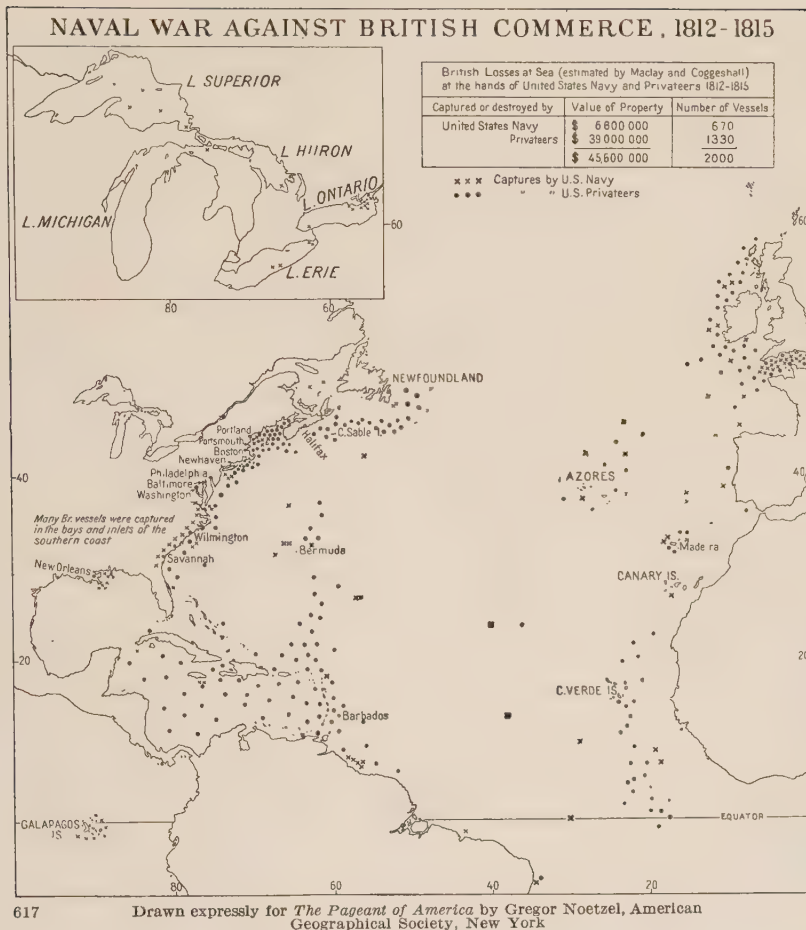 NAVAL WAR AGAINST BRITISH COMMERCE, 1812-1815
L. SUPERIOR
L. HURON
L. ONTARIO
L. MICHIGAN
L. ERIE
60
80
60
British Losses at Sea (estimated by Maclay and Coggeshall)
at the hands of United States Navy and Privateers 1812-1815
Captured or destroyed by Value of Property Number of Vessels
United States Navy $ 6600 000 670
Privateers $ 39 000 000 1330
$ 45,600 000 2000
x x x Captures by U.S. Navy
• • • " " U.S. Privateers
60
NEWFOUNDLAND
Portland
Portsmouth
Boston
New Haven
Halifax
C. Sable I.
Philadelphia
Baltimore
Washington
40
AZORES
40
Many Br. vessels were captured
in the bays and inlets of the
southern coast
Wilmington
Savannah
Bermuda
Made ra
New Orleans
CANARY IS.
20
20
C. VERDE IS.
Barbados
GALAPAGOS
IS.
EQUATOR
80
60
40
20
617
Drawn expressly for The Pageant of America by Gregor Noetzel, American
Geographical Society, New York